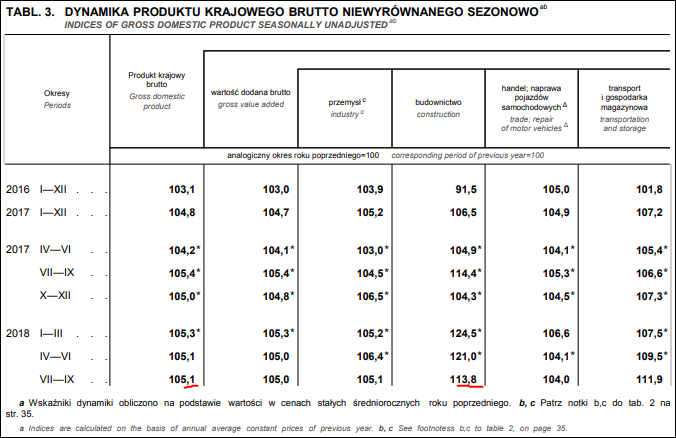 TABL. 3. DYNAMIKA PRODUKTU KRAJOWEGO BRUTTO NIEWYRÓWNANEGO SEZONOWO ab
INDICES OF GROSS DOMESTIC PRODUCT SEASONALLY UNADJUSTED ab
Okresy
Periods
Produkt krajowy
brutto
Gross domestic
product
wartość dodana brutto
gross value added
przemysł c
industry c
budownictwo
construction
handel; naprawa
pojazdów
samochodowych Δ
trade; repair
of motor vehicles Δ
transport
i gospodarka
magazynowa
transportation
and storage
analogiczny okres roku poprzedniego=100 corresponding period of previous year=100
2016 I—XII . . . 103,1 103,0 103,9 91,5 105,0 101,8
2017 I—XII . . . 104,8 104,7 105,2 106,5 104,9 107,2
2017 IV—VI . . 104,2* 104,1* 103,0* 104,9* 104,1* 105,4*
VII—IX . . 105,4* 105,4* 104,5* 114,4* 105,3* 106,6*
X—XII . . 105,0* 104,8* 106,5* 104,3* 104,5* 107,3*
2018 I—III . . . 105,3* 105,3* 105,2* 124,5* 106,6 107,5*
IV—VI . . 105,1 105,0 106,4* 121,0* 104,1* 109,5*
VII—IX . . 105,1 105,0 105,1 113,8 104,0 111,9
a Wskaźniki dynamiki obliczono na podstawie wartości w cenach stałych średniorocznych roku poprzedniego. b, c Patrz notki b,c do tab. 2 na
str. 35.
a Indices are calculated on the basis of annual average constant prices of previous year. b, c See footnotess b,c to table 2, on page 35.